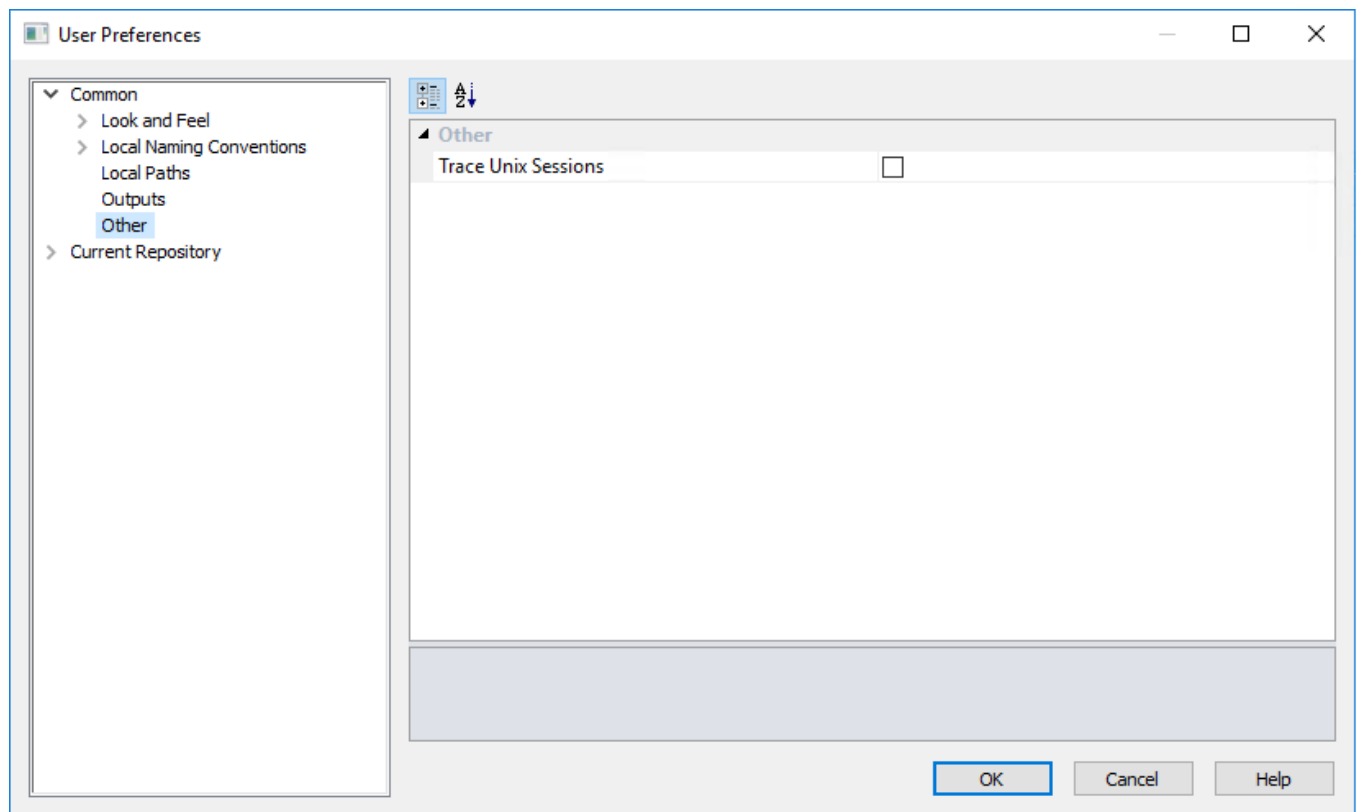 User Preferences
Common
Look and Feel
Local Naming Conventions
Local Paths
Outputs
Other
Current Repository
Other
Trace Unix Sessions
OK
Cancel
Help